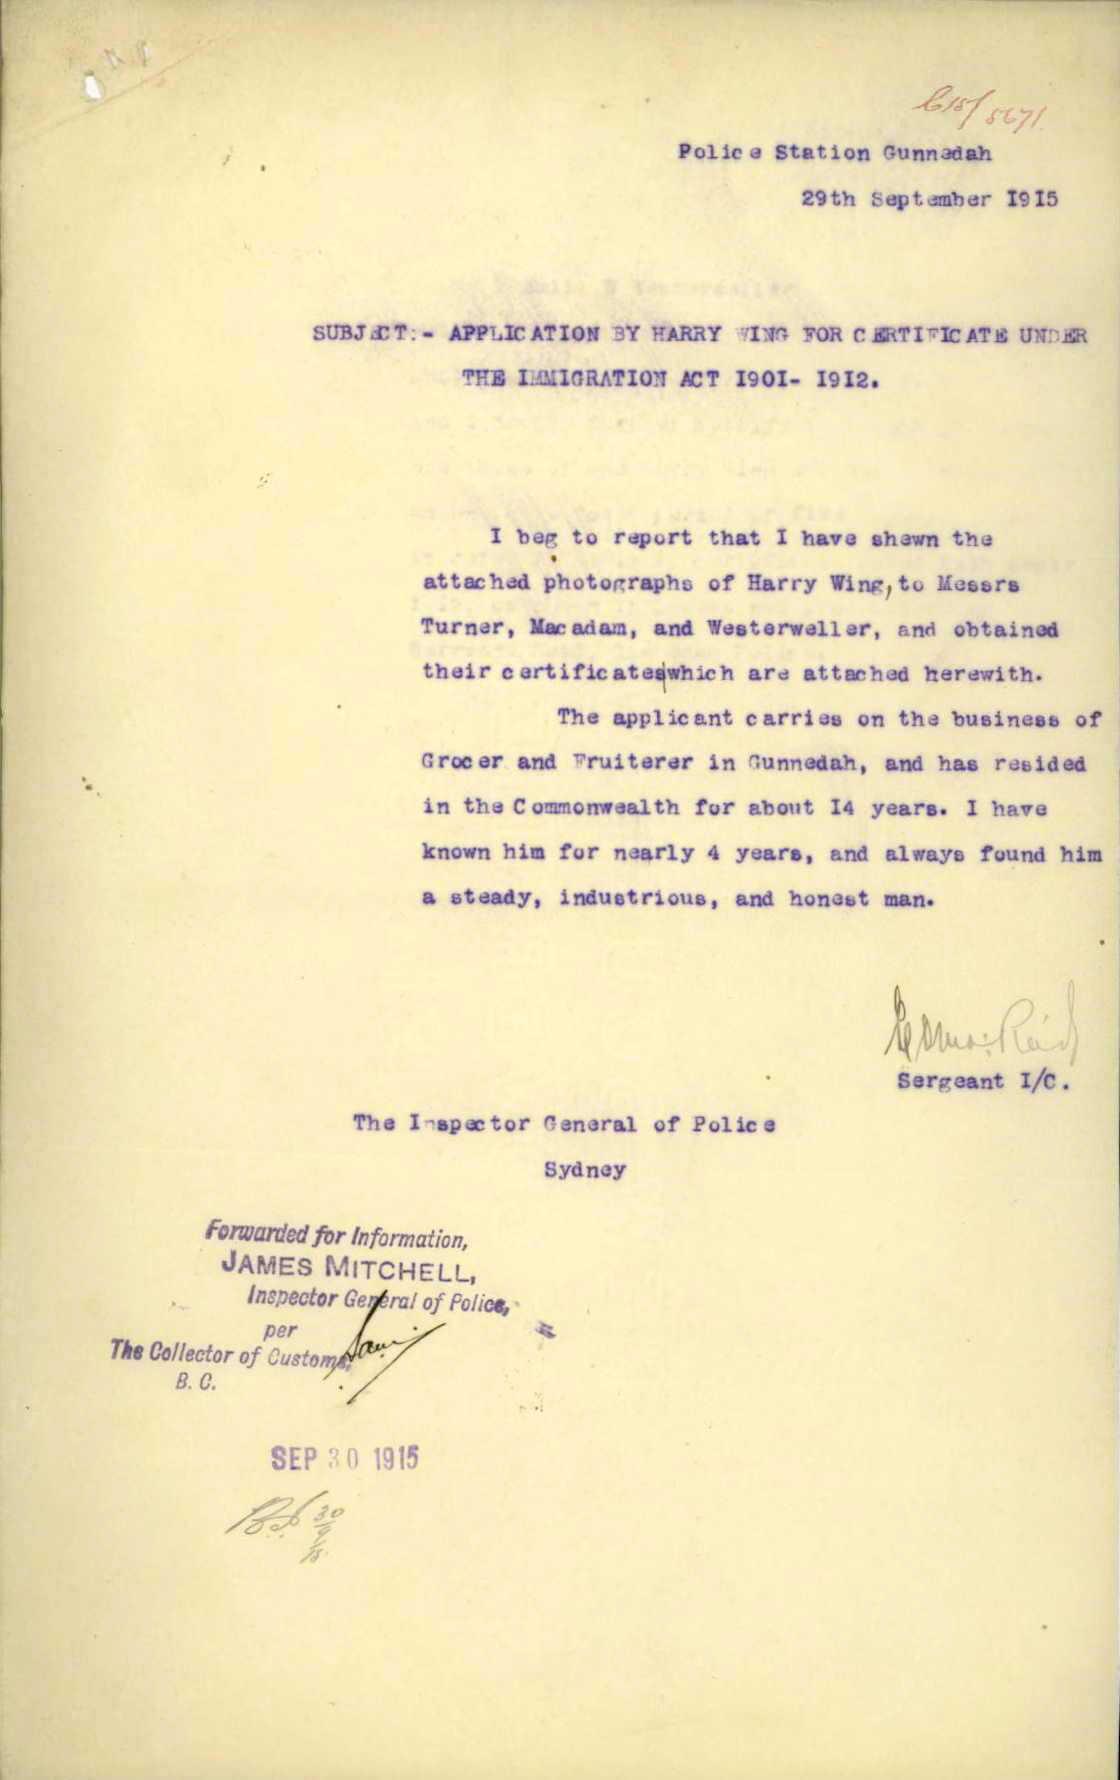 C15/5671
Police Station Gunnedah
29th September 1915
SUBJECT:- APPLICATION BY HARRY WING FOR CERTIFICATE UNDER
THE IMMIGRATION ACT 1901- 1912.
I beg to report that I have shewn the
attached photographs of Harry Wing, to Messrs
Turner, Macadam, and Westerweller, and obtained
their certificates which are attached herewith.
The applicant carries on the business of
Grocer and Fruiterer in Gunnedah, and has resided
in the Commonwealth for about 14 years. I have
known him for nearly 4 years, and always found him
a steady, industrious, and honest man.
Sergeant I/C.
The Inspector General of Police
Sydney
Forwarded for Information,
JAMES MITCHELL,
Inspector General of Police,
per
The Collector of Customs.
B. C.
SEP 30 1915
30/9/15